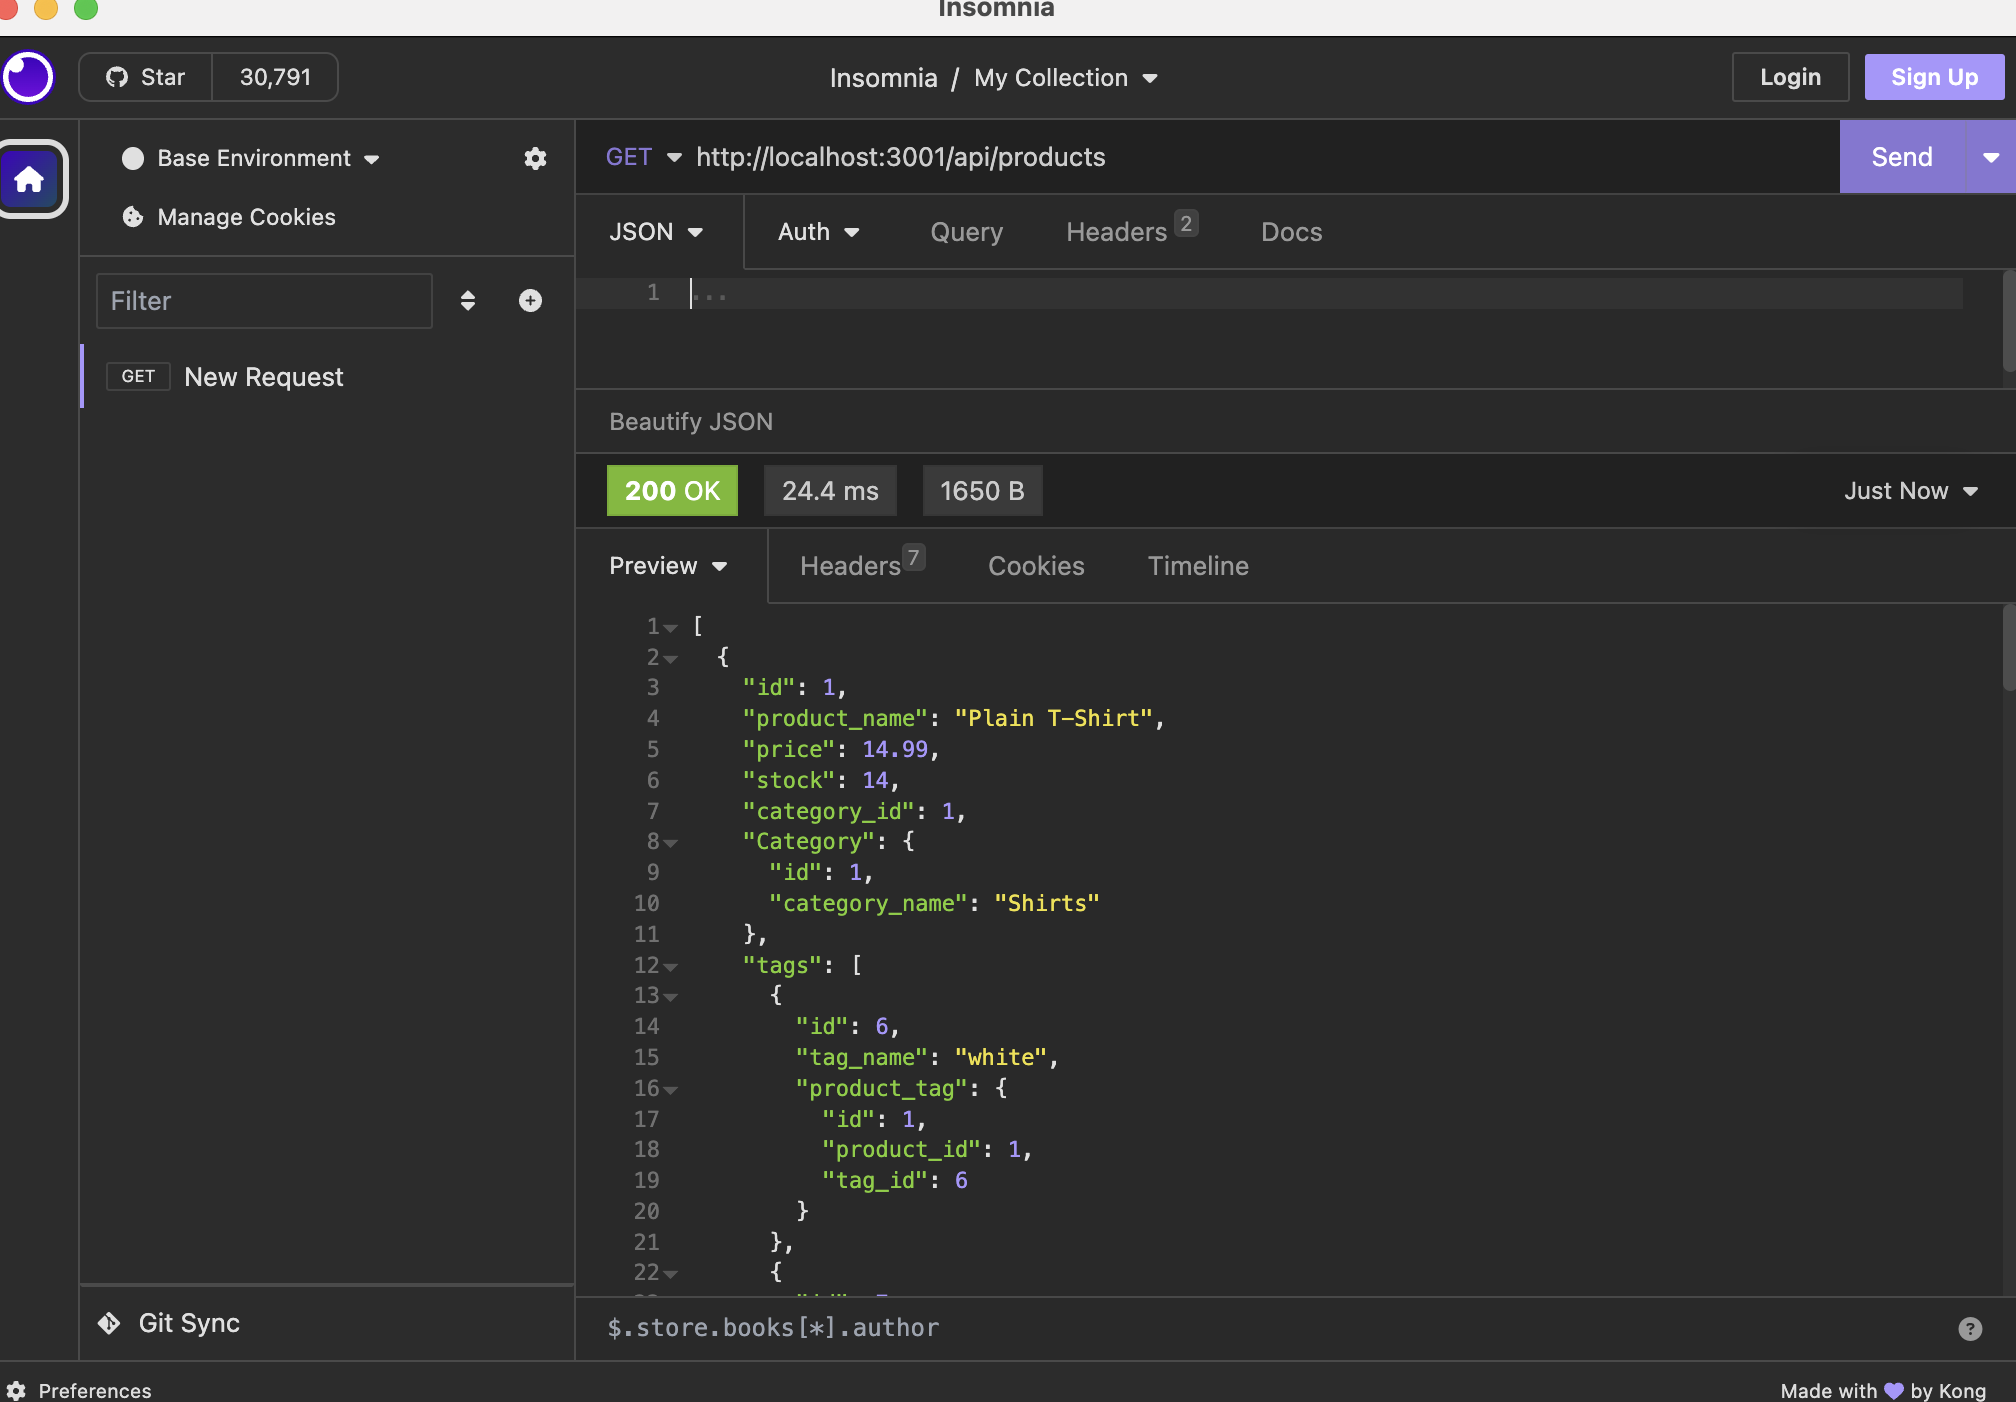 Insomnia
Star 30,791
Insomnia / My Collection
Login
Sign Up
Base Environment
Manage Cookies
Filter
GET New Request
Git Sync
GET http://localhost:3001/api/products
Send
JSON Auth Query Headers 2 Docs
1 ...
Beautify JSON
200 OK 24.4 ms 1650 B Just Now
Preview Headers 7 Cookies Timeline
1 [
2 {
3 "id": 1,
4 "product_name": "Plain T-Shirt",
5 "price": 14.99,
6 "stock": 14,
7 "category_id": 1,
8 "Category": {
9 "id": 1,
10 "category_name": "Shirts"
11 },
12 "tags": [
13 {
14 "id": 6,
15 "tag_name": "white",
16 "product_tag": {
17 "id": 1,
18 "product_id": 1,
19 "tag_id": 6
20 }
21 },
22 {
$.store.books[*].author
?
Preferences
Made with 💜 by Kong